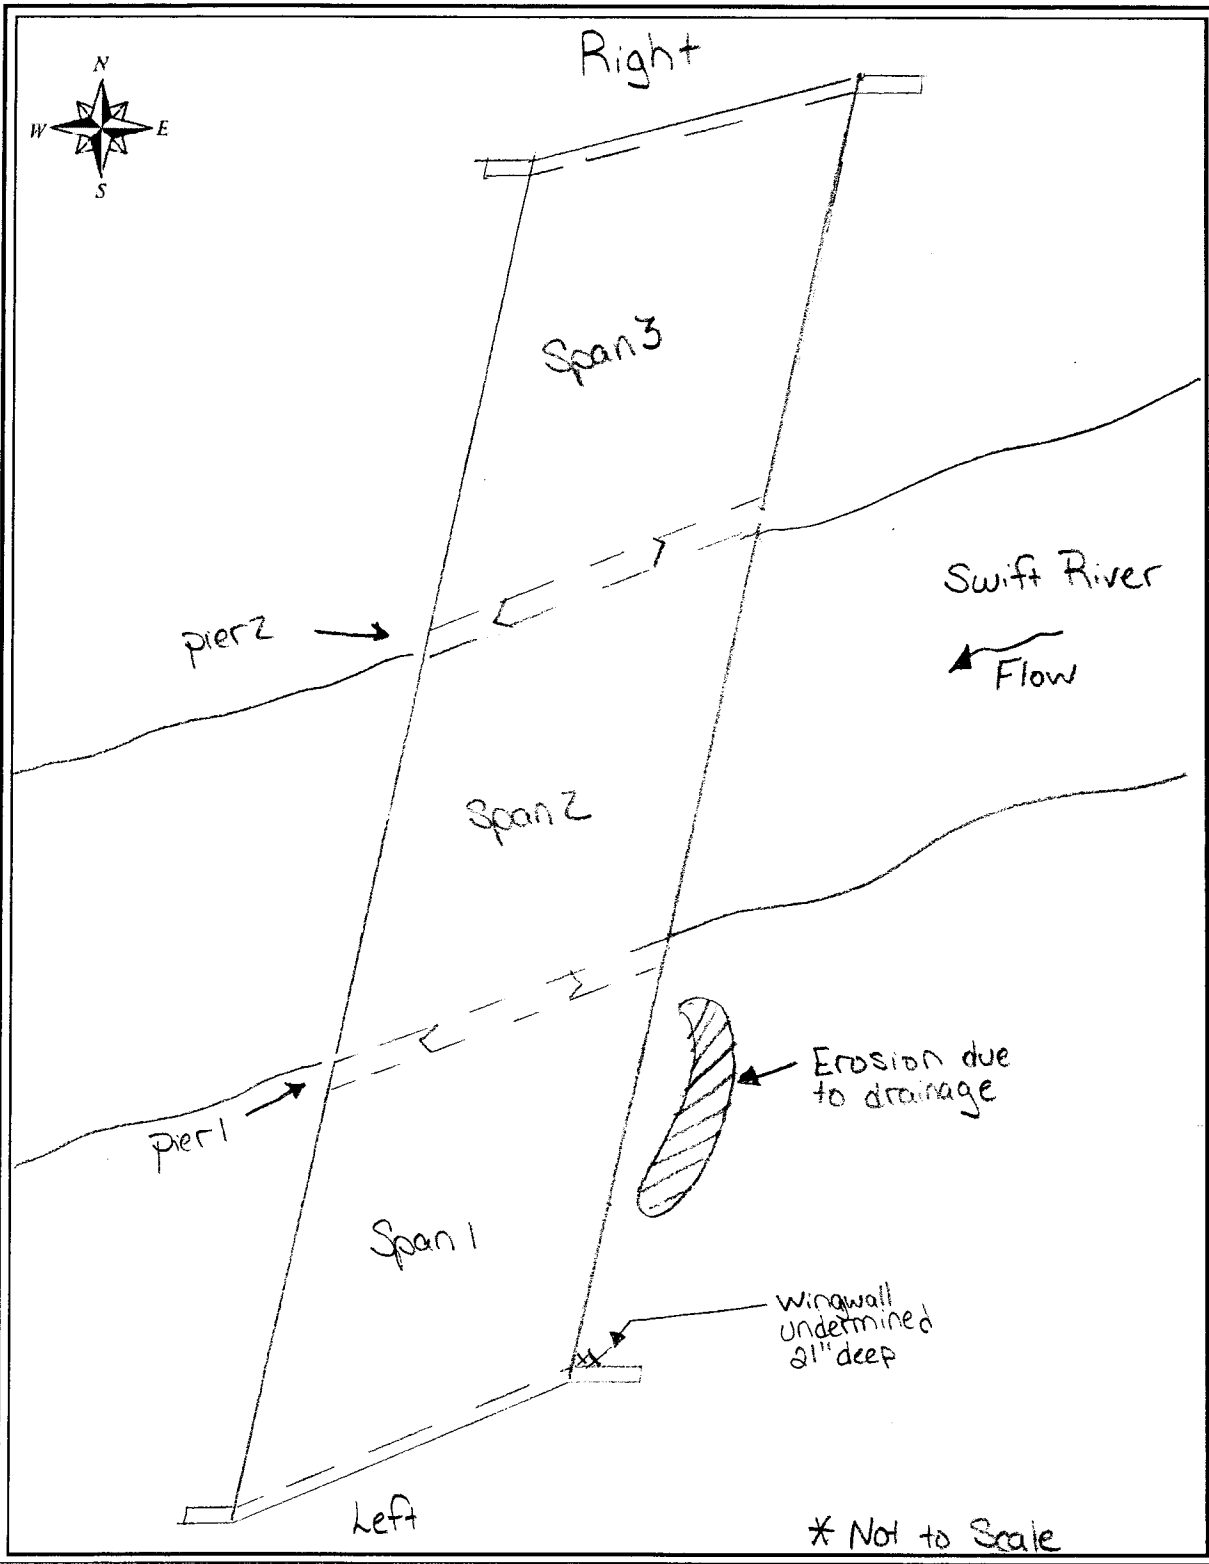 Right
N
W E
S
Span 3
Swift River
Flow
pier 2
Span 2
Erosion due
to drainage
pier 1
Span 1
Wingwall
undermined
21" deep
Left
* Not to Scale